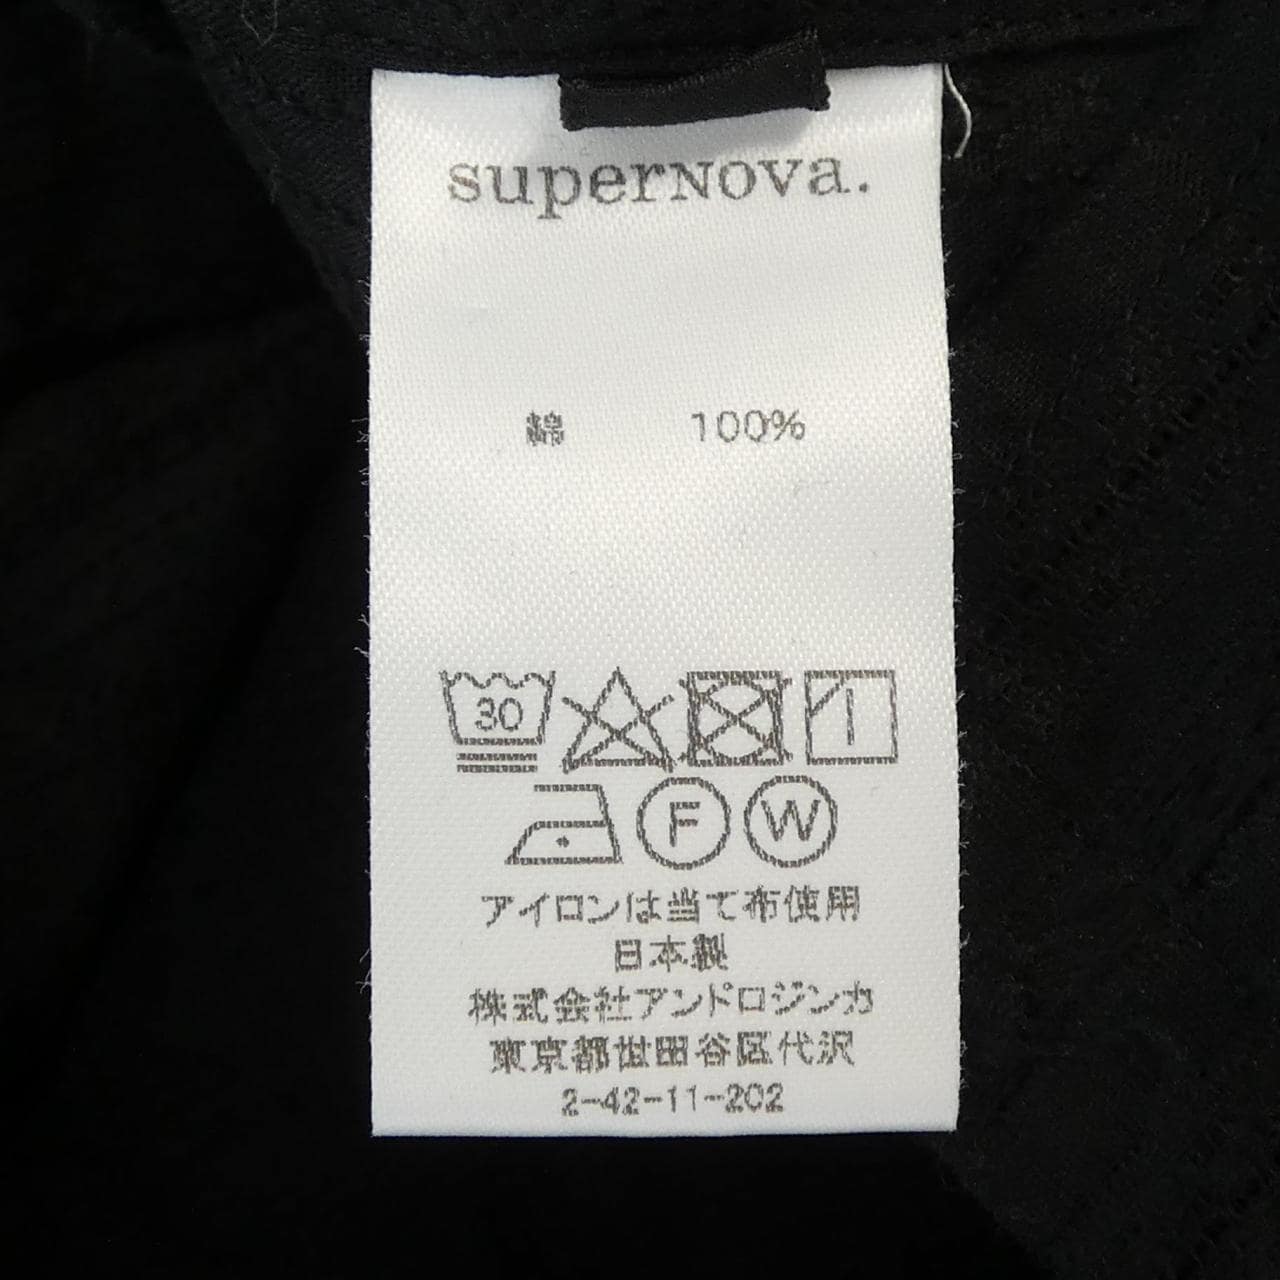 superNova.
綿 100%
30
F W
アイロンは当て布使用
日本製
株式会社アンドロジンカ
東京都世田谷区代沢
2-42-11-202